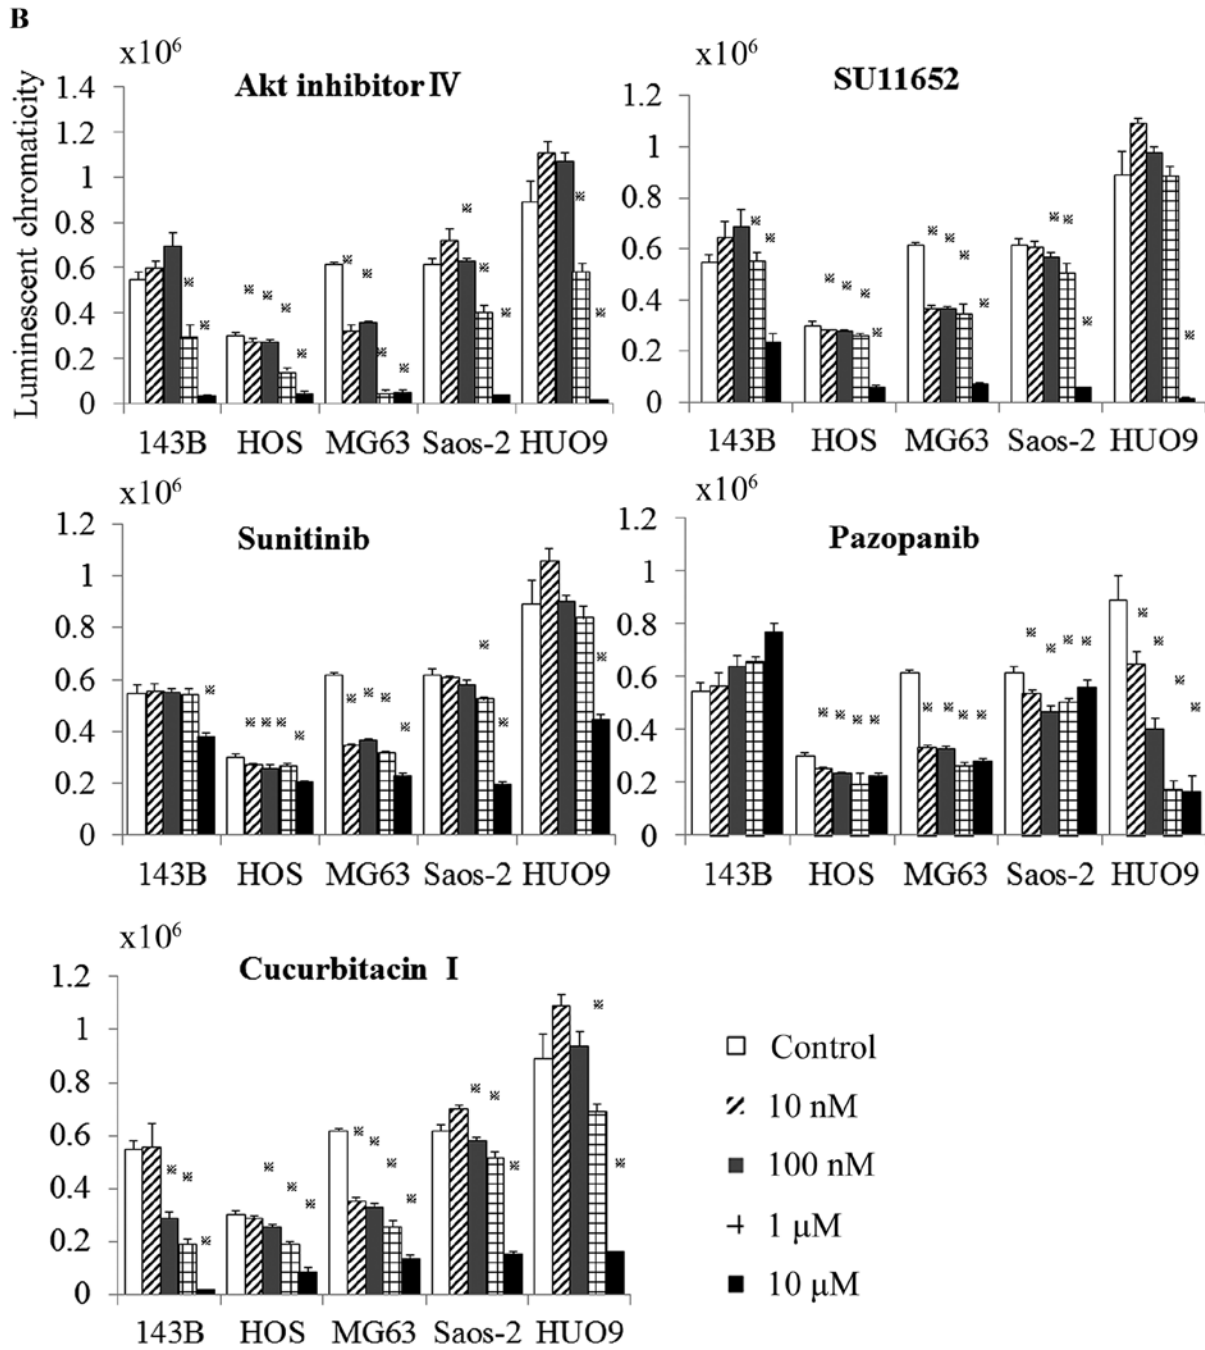 B
x10⁶
Akt inhibitor IV
Luminescent chromaticity
1.4
1.2
1
0.8
0.6
0.4
0.2
0
※ ※ ※ ※ ※ ※ ※ ※ ※ ※ ※ ※ ※ ※ ※ ※ ※
143B HOS MG63 Saos-2 HUO9
x10⁶
SU11652
1.2
1
0.8
0.6
0.4
0.2
0
※ ※ ※ ※ ※ ※ ※ ※ ※ ※ ※ ※ ※ ※
143B HOS MG63 Saos-2 HUO9
x10⁶
Sunitinib
1.2
1
0.8
0.6
0.4
0.2
0
※ ※ ※ ※ ※ ※ ※ ※ ※ ※ ※ ※
143B HOS MG63 Saos-2 HUO9
x10⁶
Pazopanib
1.2
1
0.8
0.6
0.4
0.2
0
※ ※ ※ ※ ※ ※ ※ ※ ※ ※ ※ ※ ※ ※ ※ ※
143B HOS MG63 Saos-2 HUO9
x10⁶
Cucurbitacin I
1.2
1
0.8
0.6
0.4
0.2
0
※ ※ ※ ※ ※ ※ ※ ※ ※ ※ ※ ※ ※ ※ ※
143B HOS MG63 Saos-2 HUO9
Control
10 nM
100 nM
1 μM
10 μM